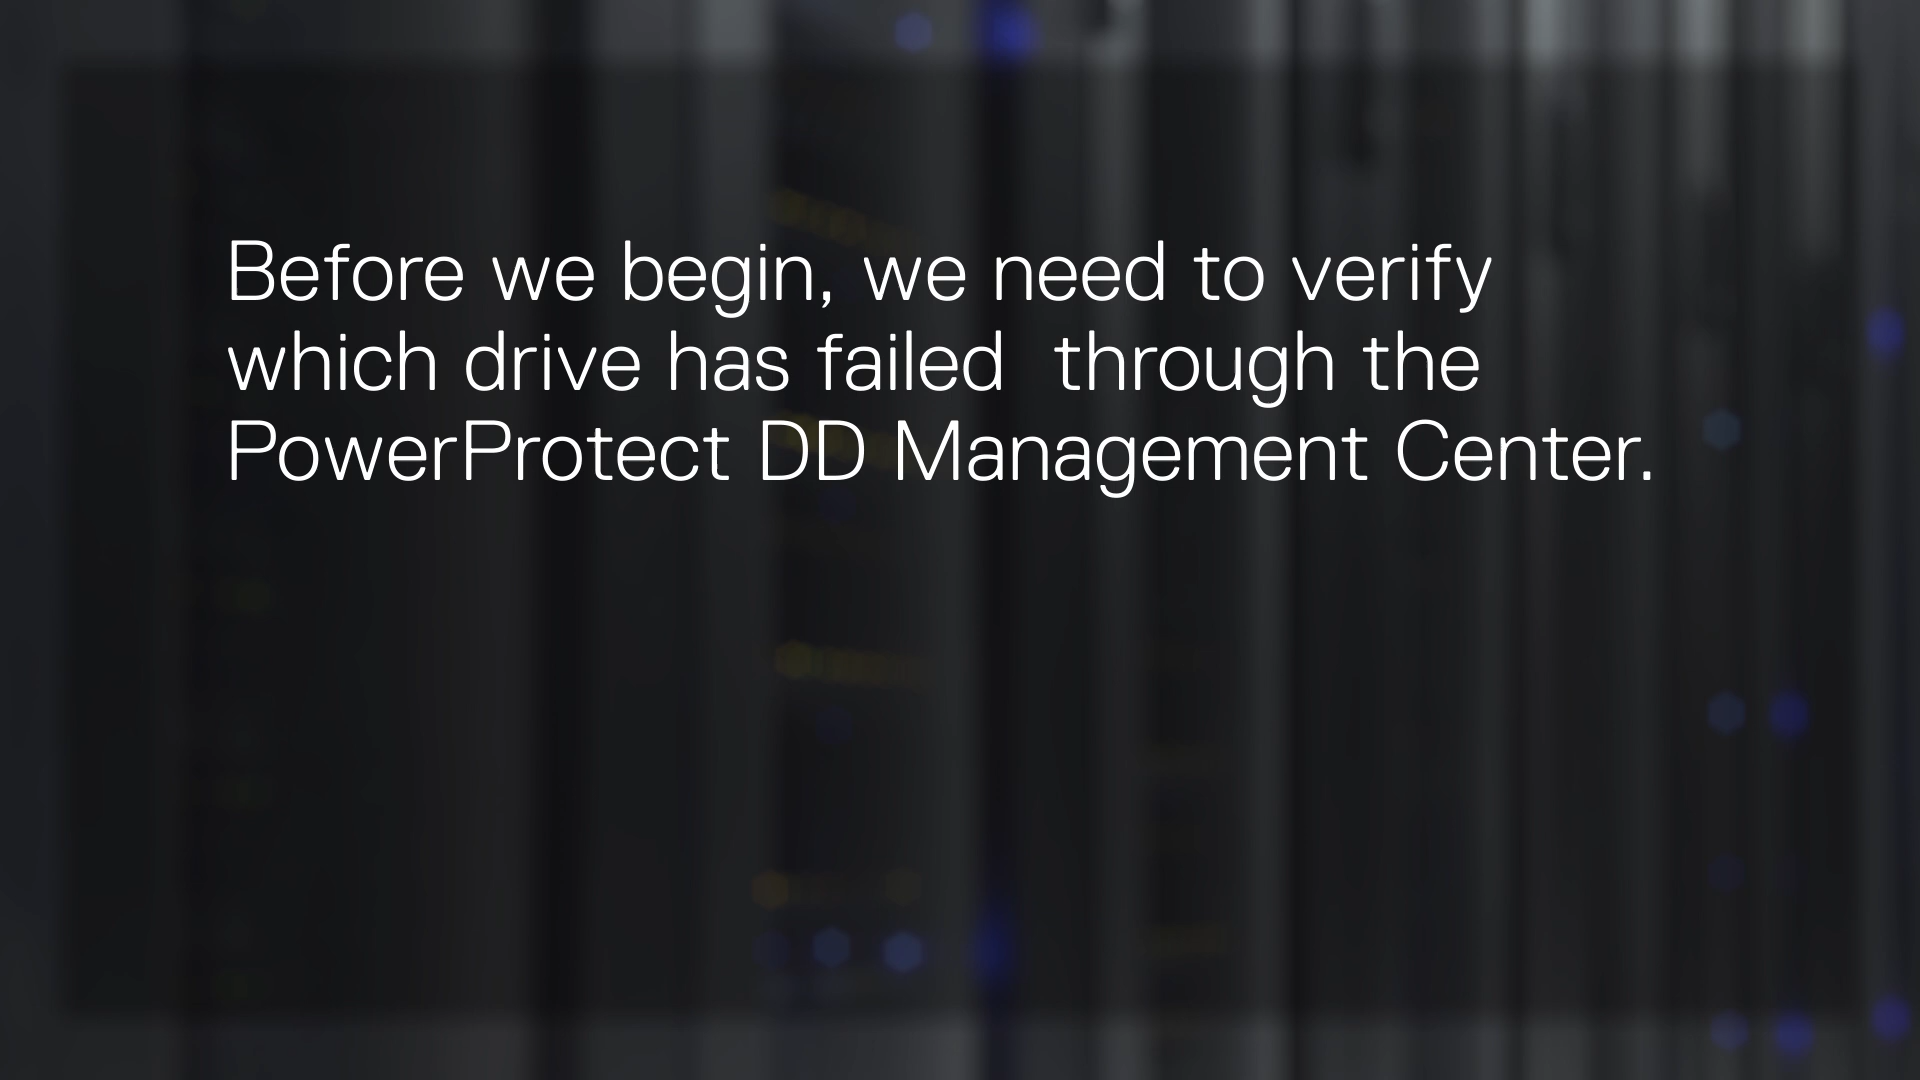 Before we begin, we need to verify
which drive has failed  through the
PowerProtect DD Management Center.